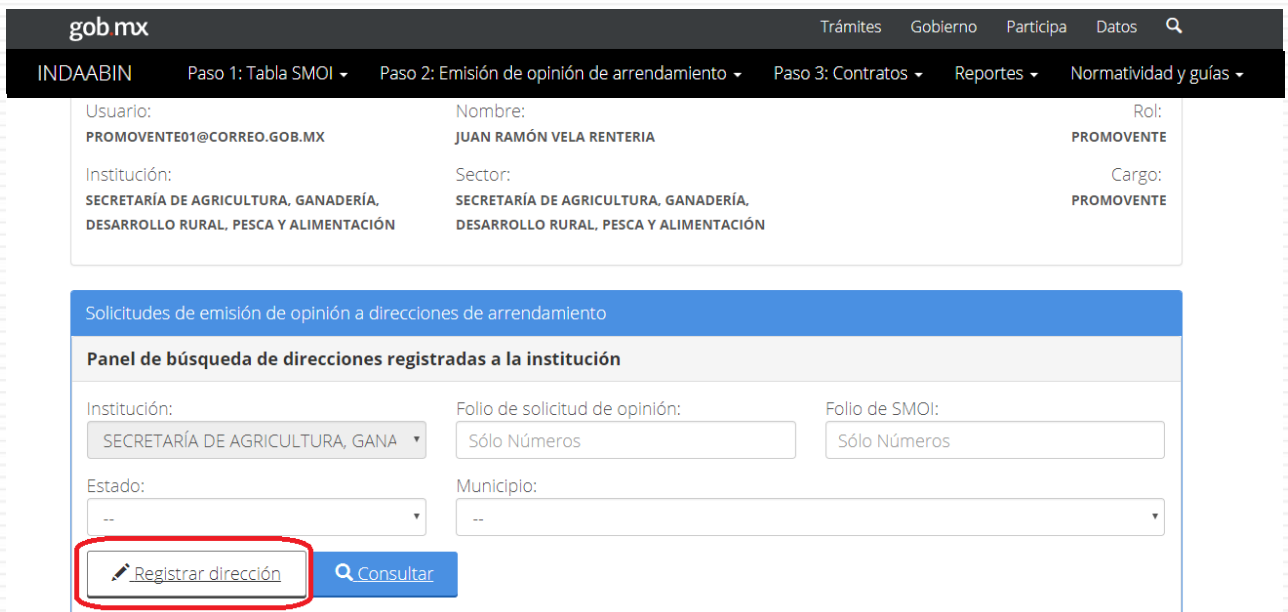 gob.mx Trámites Gobierno Participa Datos
INDAABIN Paso 1: Tabla SMOI Paso 2: Emisión de opinión de arrendamiento Paso 3: Contratos Reportes Normatividad y guías
Usuario: Nombre: Rol:
PROMOVENTE01@CORREO.GOB.MX JUAN RAMÓN VELA RENTERIA PROMOVENTE
Institución: Sector: Cargo:
SECRETARÍA DE AGRICULTURA, GANADERÍA, SECRETARÍA DE AGRICULTURA, GANADERÍA, PROMOVENTE
DESARROLLO RURAL, PESCA Y ALIMENTACIÓN DESARROLLO RURAL, PESCA Y ALIMENTACIÓN
Solicitudes de emisión de opinión a direcciones de arrendamiento
Panel de búsqueda de direcciones registradas a la institución
Institución: Folio de solicitud de opinión: Folio de SMOI:
SECRETARÍA DE AGRICULTURA, GANA Sólo Números Sólo Números
Estado: Municipio:
-- --
Registrar dirección Consultar